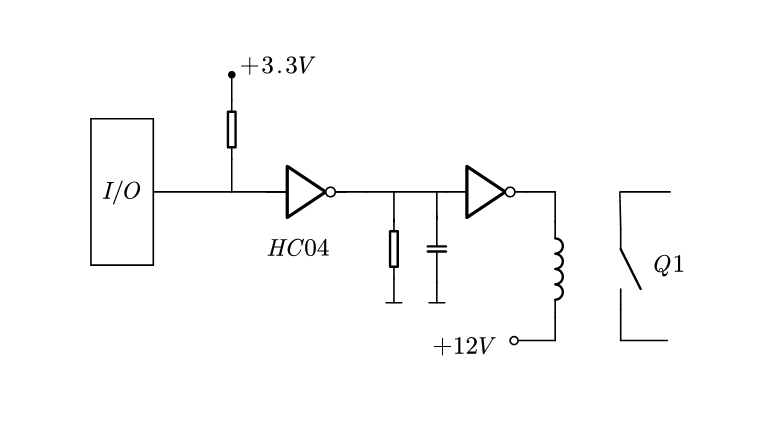 +3.3V
I/O
HC04
Q1
+12V